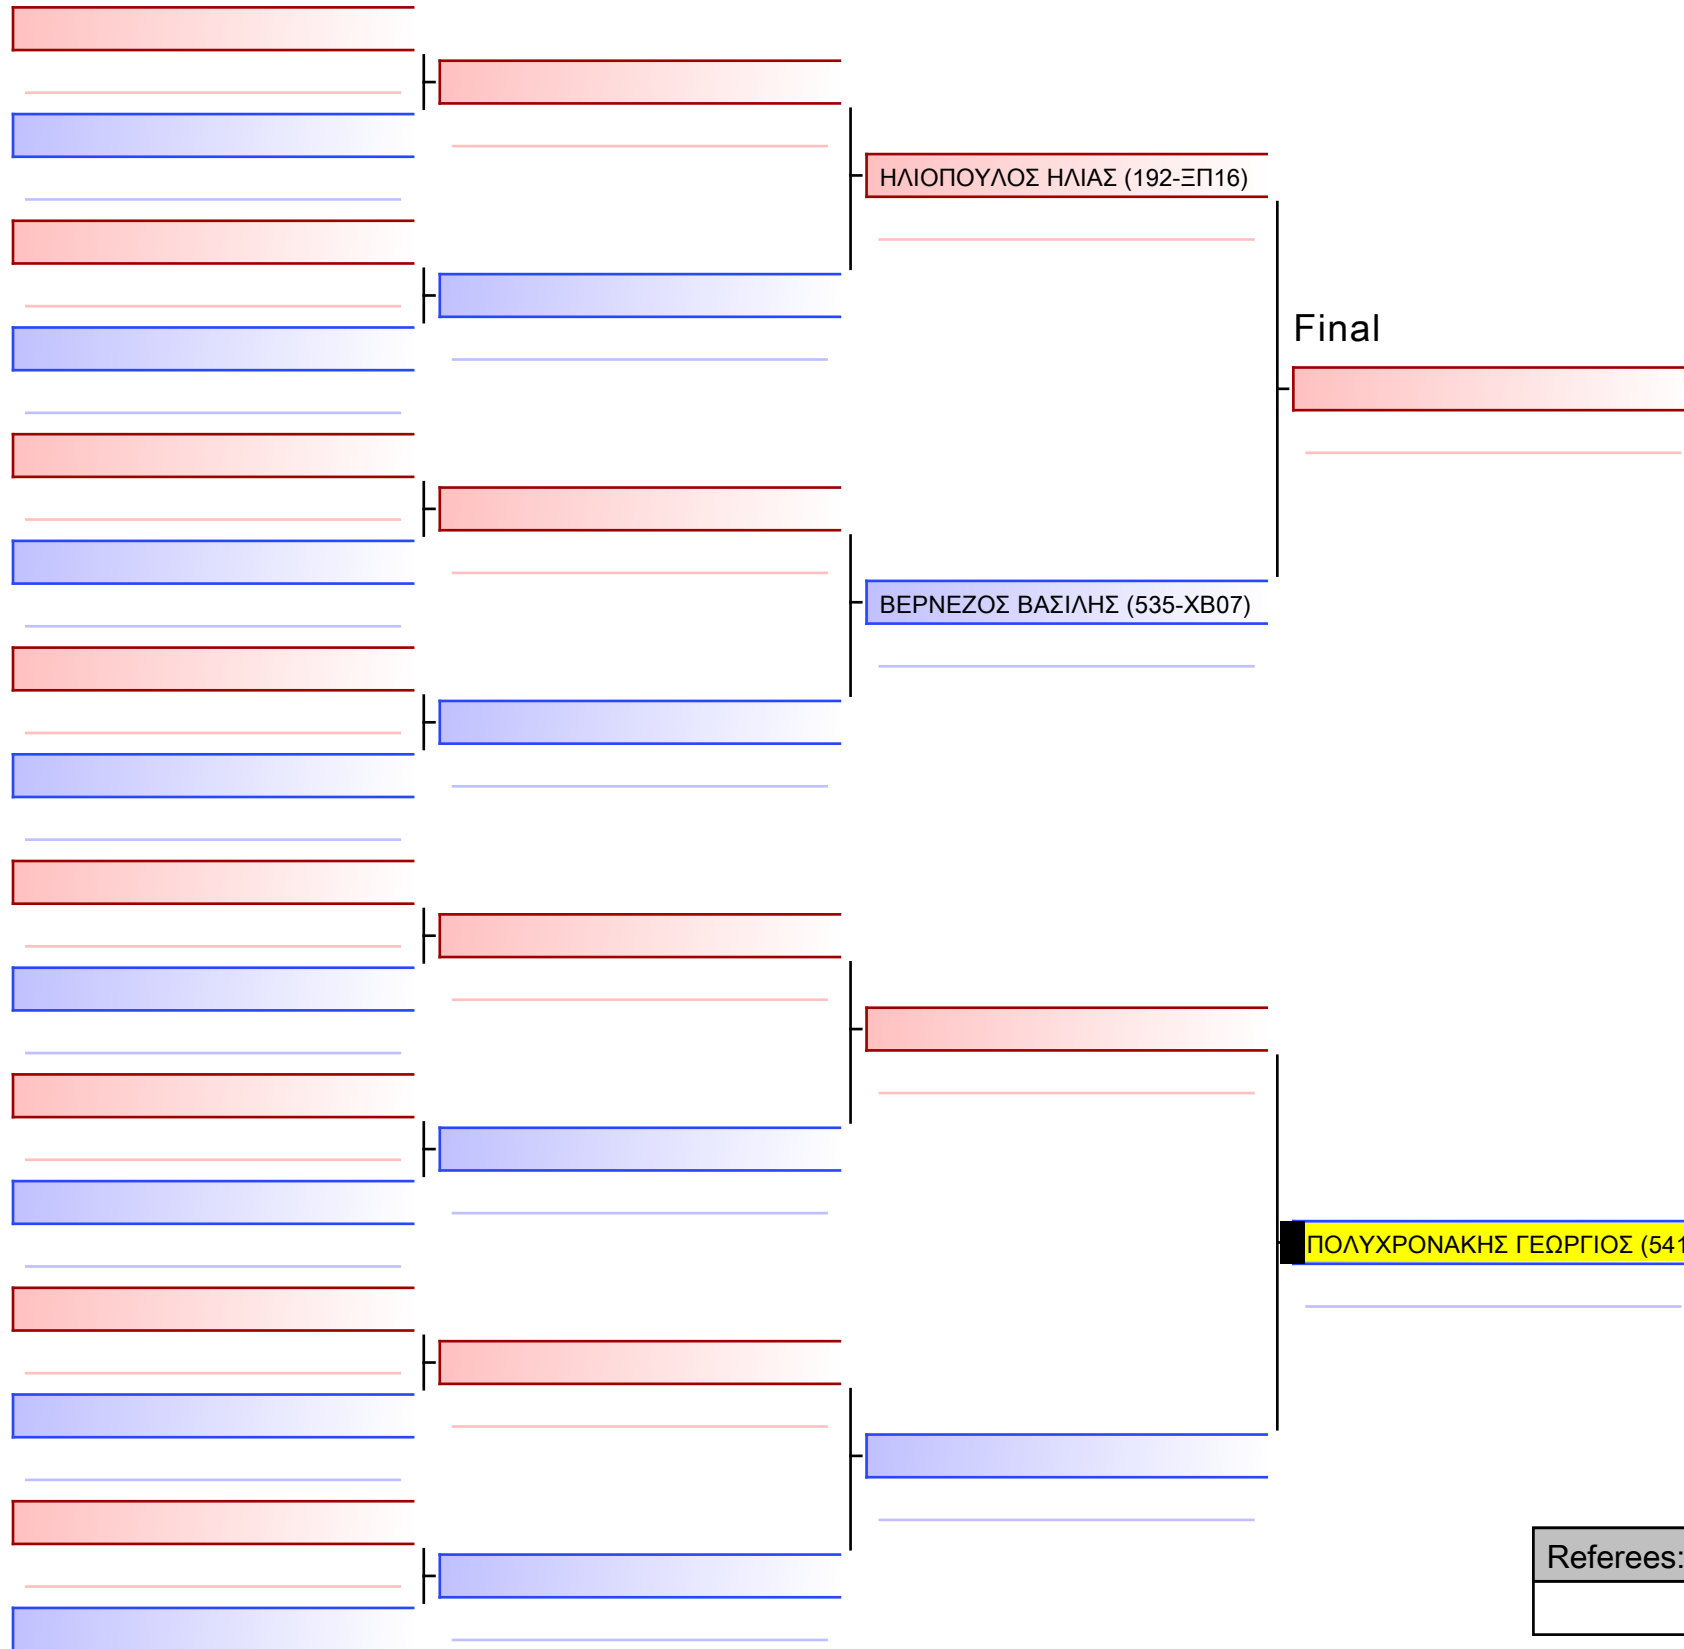 ΗΛΙΟΠΟΥΛΟΣ ΗΛΙΑΣ (192-ΞΠ16)
Final
ΒΕΡΝΕΖΟΣ ΒΑΣΙΛΗΣ (535-ΧΒ07)
ΠΟΛΥΧΡΟΝΑΚΗΣ ΓΕΩΡΓΙΟΣ (541
Referees: